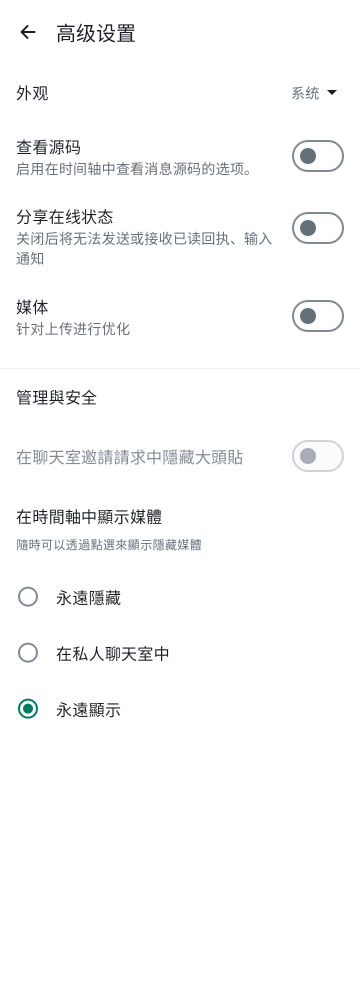 高级设置
外观
系统
查看源码
启用在时间轴中查看消息源码的选项。
分享在线状态
关闭后将无法发送或接收已读回执、输入
通知
媒体
针对上传进行优化
管理與安全
在聊天室邀請請求中隱藏大頭貼
在時間軸中顯示媒體
隨時可以透過點選來顯示隱藏媒體
永遠隱藏
在私人聊天室中
永遠顯示